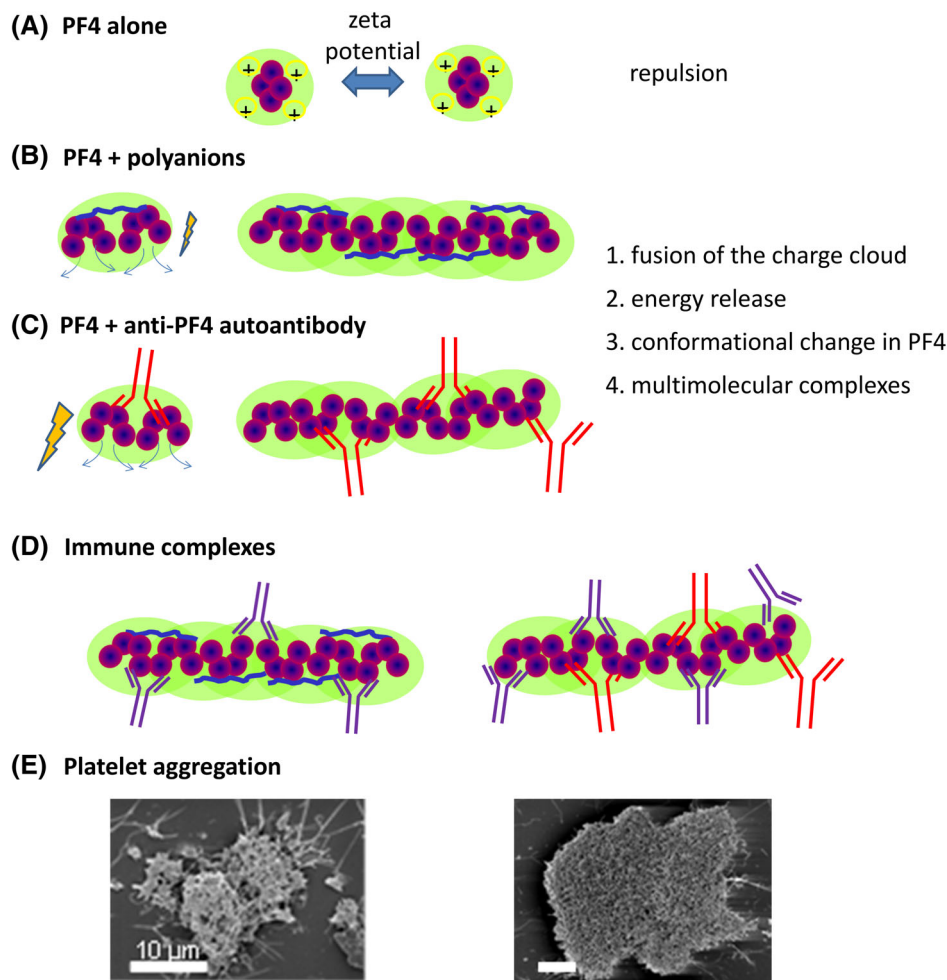 (A) PF4 alone
zeta
potential
+ + + +
+ + + +
repulsion
(B) PF4 + polyanions
1. fusion of the charge cloud
2. energy release
3. conformational change in PF4
4. multimolecular complexes
(C) PF4 + anti-PF4 autoantibody
(D) Immune complexes
(E) Platelet aggregation
10 µm